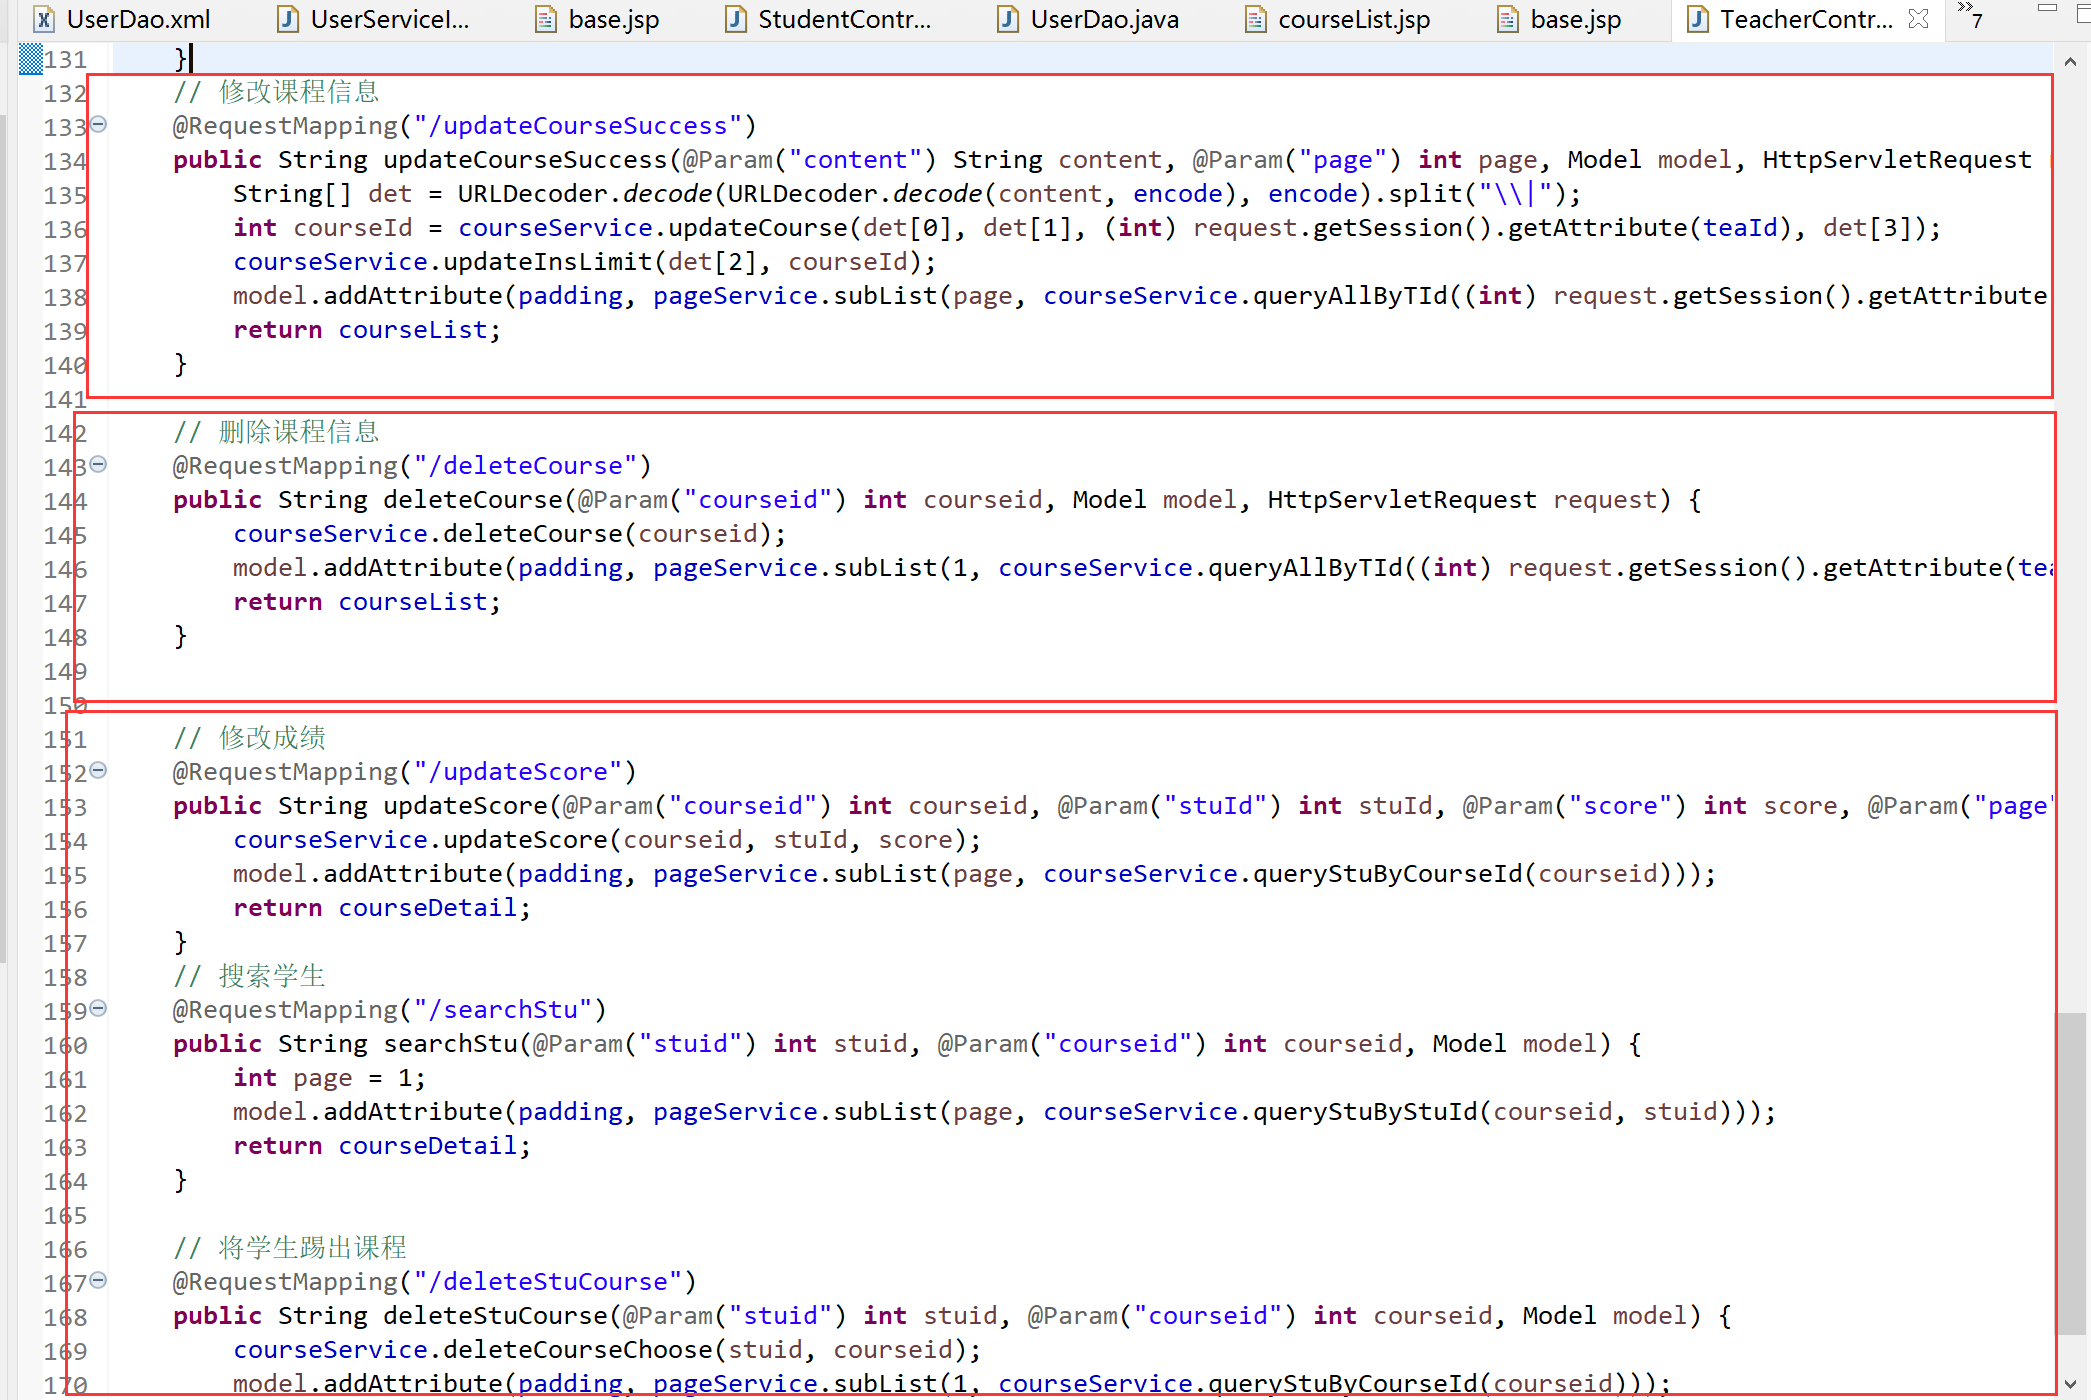 UserDao.xml UserServiceI... base.jsp StudentContr... UserDao.java courseList.jsp base.jsp TeacherContr... »7
131 }
132 // 修改课程信息
133 @RequestMapping("/updateCourseSuccess")
134 public String updateCourseSuccess(@Param("content") String content, @Param("page") int page, Model model, HttpServletRequest
135 String[] det = URLDecoder.decode(URLDecoder.decode(content, encode), encode).split("\\|");
136 int courseId = courseService.updateCourse(det[0], det[1], (int) request.getSession().getAttribute(teaId), det[3]);
137 courseService.updateInsLimit(det[2], courseId);
138 model.addAttribute(padding, pageService.subList(page, courseService.queryAllByTId((int) request.getSession().getAttribute
139 return courseList;
140 }
141
142 // 删除课程信息
143 @RequestMapping("/deleteCourse")
144 public String deleteCourse(@Param("courseid") int courseid, Model model, HttpServletRequest request) {
145 courseService.deleteCourse(courseid);
146 model.addAttribute(padding, pageService.subList(1, courseService.queryAllByTId((int) request.getSession().getAttribute(tea
147 return courseList;
148 }
149
150
151 // 修改成绩
152 @RequestMapping("/updateScore")
153 public String updateScore(@Param("courseid") int courseid, @Param("stuId") int stuId, @Param("score") int score, @Param("page"
154 courseService.updateScore(courseid, stuId, score);
155 model.addAttribute(padding, pageService.subList(page, courseService.queryStuByCourseId(courseid)));
156 return courseDetail;
157 }
158 // 搜索学生
159 @RequestMapping("/searchStu")
160 public String searchStu(@Param("stuid") int stuid, @Param("courseid") int courseid, Model model) {
161 int page = 1;
162 model.addAttribute(padding, pageService.subList(page, courseService.queryStuByStuId(courseid, stuid)));
163 return courseDetail;
164 }
165
166 // 将学生踢出课程
167 @RequestMapping("/deleteStuCourse")
168 public String deleteStuCourse(@Param("stuid") int stuid, @Param("courseid") int courseid, Model model) {
169 courseService.deleteCourseChoose(stuid, courseid);
170 model.addAttribute(padding, pageService.subList(1, courseService.queryStuByCourseId(courseid)));